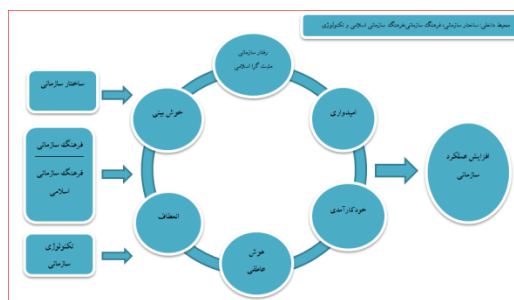 محیط داخلی: ساختار سازمانی، فرهنگ سازمانی/فرهنگ سازمانی اسلامی و تکنولوژی
رفتار سازمانی
مثبت گرا اسلامی
ساختار سازمانی
خوش بینی
امیدواری
فرهنگ سازمانی
فرهنگ سازمانی
اسلامی
افزایش عملکرد
سازمانی
انعطاف
خودکارآمدی
تکنولوژی
سازمانی
هوش
عاطفی